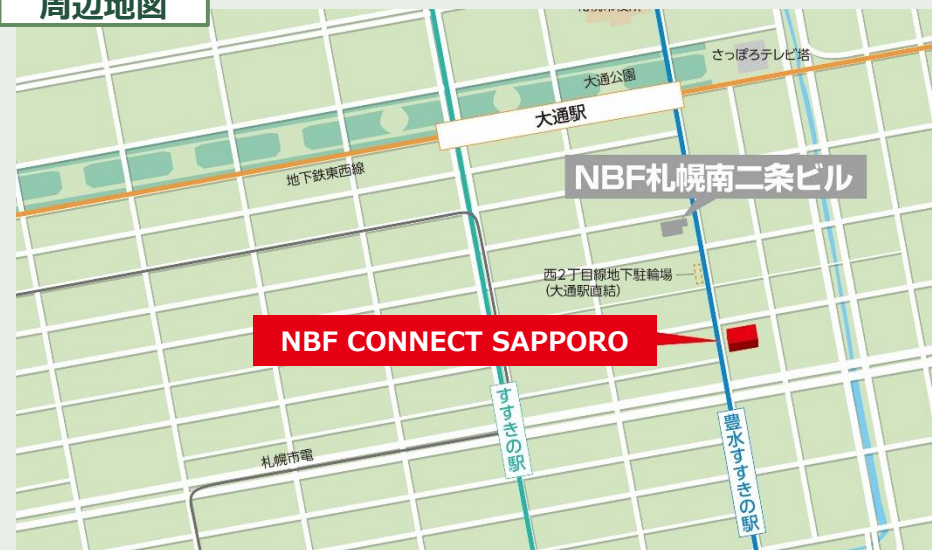 周辺地図
さっぽろテレビ塔
大通公園
大通駅
地下鉄東西線
NBF札幌南二条ビル
西2丁目線地下駐輪場
(大通駅直結)
NBF CONNECT SAPPORO
すすきの駅
豊水すすきの駅
札幌市電